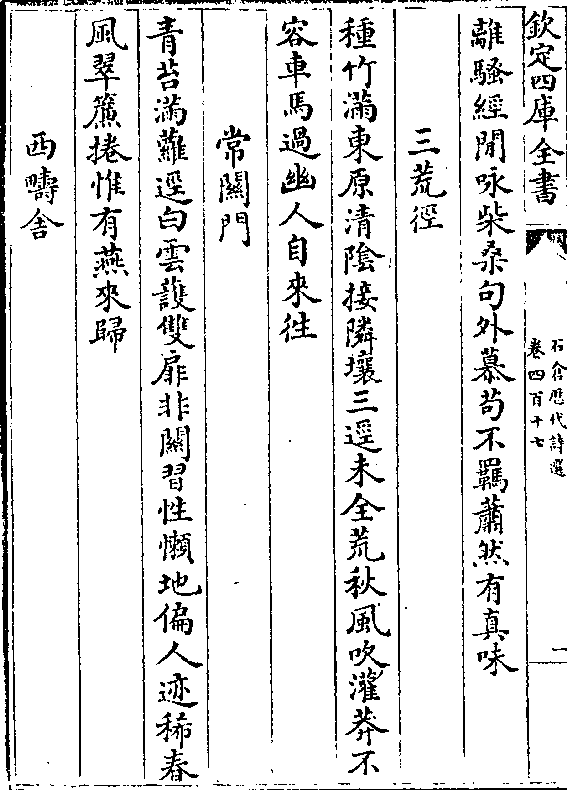 欽定四庫全書
石倉歴代詩選
卷四百十七
一
離騷經閒咏柴桑句外慕苟不羈蕭然有真味
三荒徑
種竹滿東原清陰接隣壤三逕未全荒秋風吹灌莽不
容車馬過幽人自來往
常關門
青苔滿蘿逕白雲護雙扉非關習性懶地偏人迹稀春
風翠簾捲惟有燕來歸
西疇舍